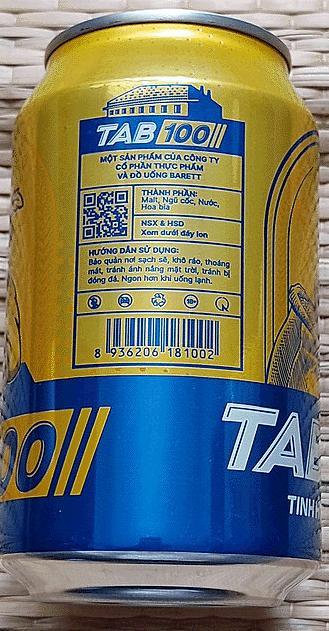 TAB 100
MỘT SẢN PHẨM CỦA CÔNG TY
CỔ PHẦN THỰC PHẨM
VÀ ĐỒ UỐNG BARETT
THÀNH PHẦN:
Malt, Ngũ cốc, Nước,
Hoa bia
NSX & HSD
Xem dưới đáy lon
HƯỚNG DẪN SỬ DỤNG:
Bảo quản nơi sạch sẽ, khô ráo, thoáng
mát, tránh ánh nắng mặt trời, tránh bị
đóng đá. Ngon hơn khi uống lạnh.
18+
8 936206 181002
00
TAB
TINH